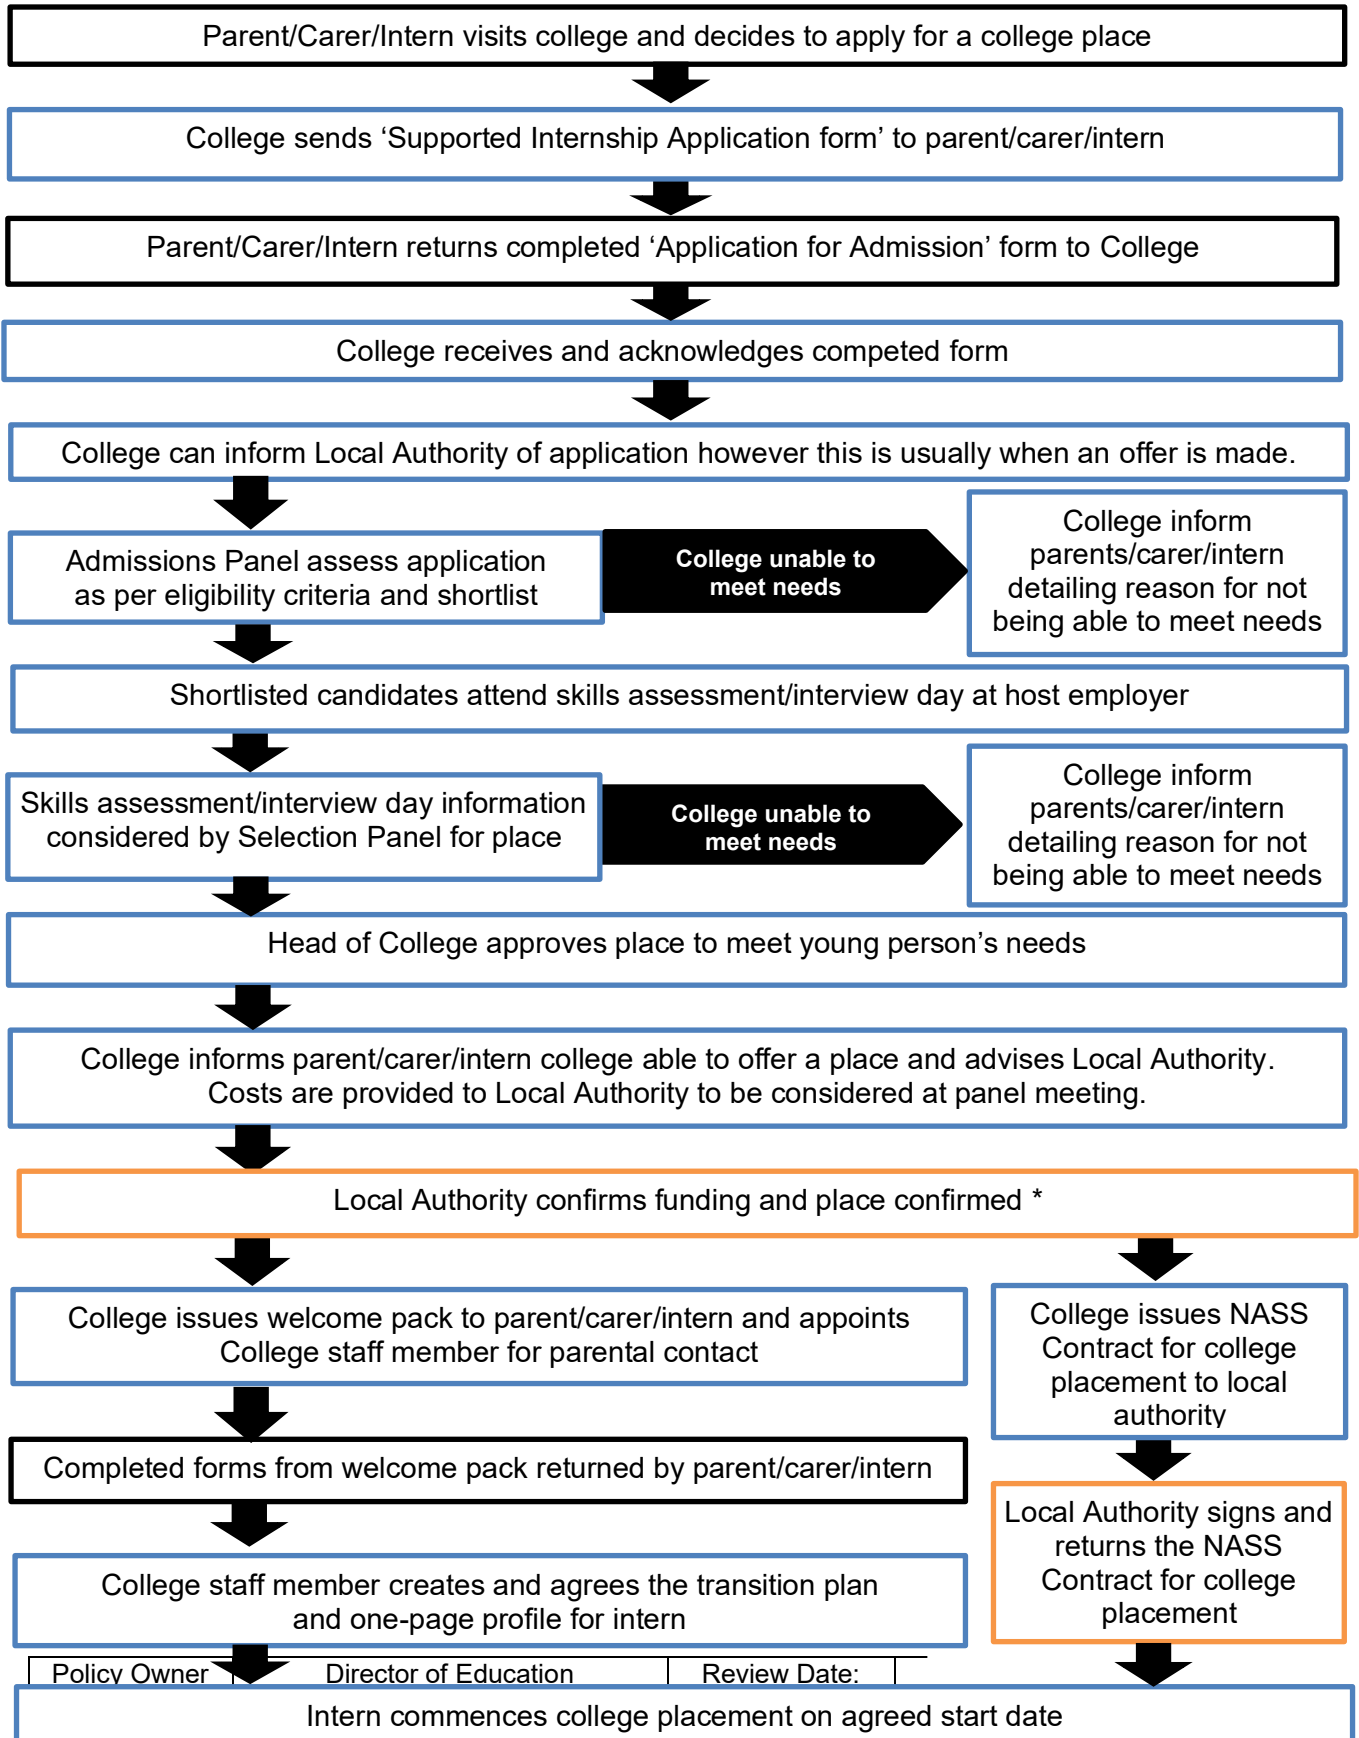 Parent/Carer/Intern visits college and decides to apply for a college place
College sends ‘Supported Internship Application form’ to parent/carer/intern
Parent/Carer/Intern returns completed ‘Application for Admission’ form to College
College receives and acknowledges competed form
College can inform Local Authority of application however this is usually when an offer is made.
Admissions Panel assess application
as per eligibility criteria and shortlist
College unable to
meet needs
College inform
parents/carer/intern
detailing reason for not
being able to meet needs
Shortlisted candidates attend skills assessment/interview day at host employer
Skills assessment/interview day information
considered by Selection Panel for place
College unable to
meet needs
College inform
parents/carer/intern
detailing reason for not
being able to meet needs
Head of College approves place to meet young person’s needs
College informs parent/carer/intern college able to offer a place and advises Local Authority.
Costs are provided to Local Authority to be considered at panel meeting.
Local Authority confirms funding and place confirmed *
College issues welcome pack to parent/carer/intern and appoints
College staff member for parental contact
College issues NASS
Contract for college
placement to local
authority
Completed forms from welcome pack returned by parent/carer/intern
Local Authority signs and
returns the NASS
Contract for college
placement
College staff member creates and agrees the transition plan
and one-page profile for intern
Policy Owner Director of Education Review Date:
Intern commences college placement on agreed start date